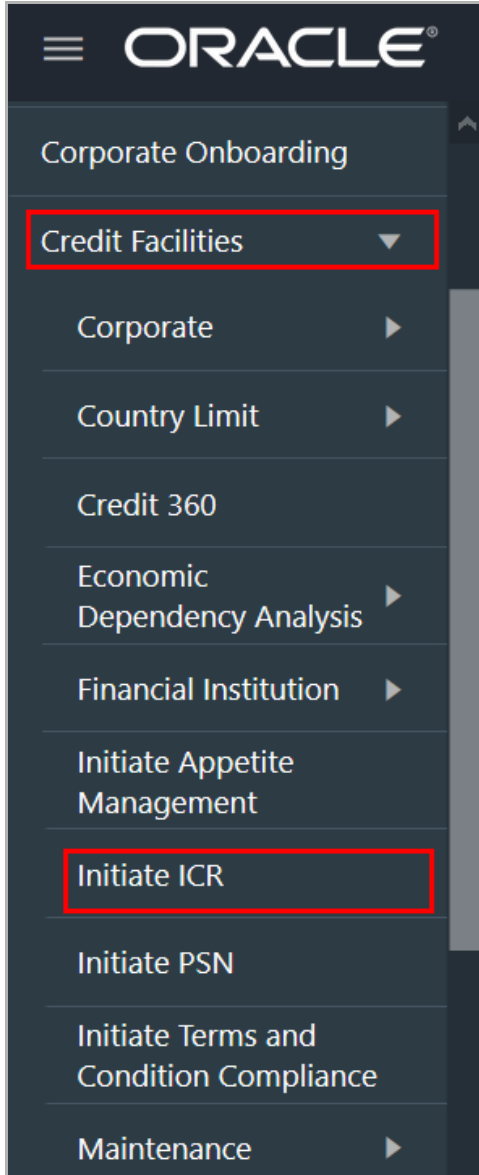 ORACLE®
Corporate Onboarding
Credit Facilities
Corporate
Country Limit
Credit 360
Economic
Dependency Analysis
Financial Institution
Initiate Appetite
Management
Initiate ICR
Initiate PSN
Initiate Terms and
Condition Compliance
Maintenance